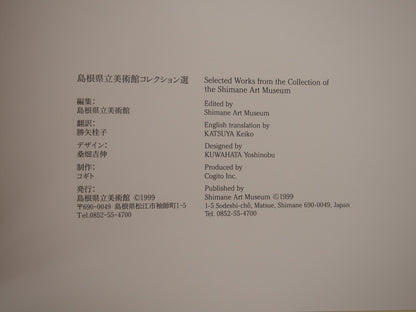 島根県立美術館コレクション選
編集:
島根県立美術館
翻訳:
勝矢桂子
デザイン:
桑畑吉伸
制作:
コギト
発行:
島根県立美術館 ©1999
〒690-0049 島根県松江市袖師町1-5
Tel.0852-55-4700
Selected Works from the Collection of
the Shimane Art Museum
Edited by
Shimane Art Museum
English translation by
KATSUYA Keiko
Designed by
KUWAHATA Yoshinobu
Produced by
Cogito Inc.
Published by
Shimane Art Museum ©1999
1-5 Sodeshi-chō, Matsue, Shimane 690-0049, Japan
Tel. 0852-55-4700